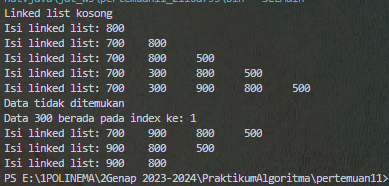 Linked list kosong
Isi linked list: 800
Isi linked list: 700 800
Isi linked list: 700 800 500
Isi linked list: 700 300 800 500
Isi linked list: 700 300 900 800 500
Data tidak ditemukan
Data 300 berada pada index ke: 1
Isi linked list: 700 900 800 500
Isi linked list: 900 800 500
Isi linked list: 900 800
PS E:\1POLINEMA\2Genap 2023-2024\PraktikumAlgoritma\pertemuan11>